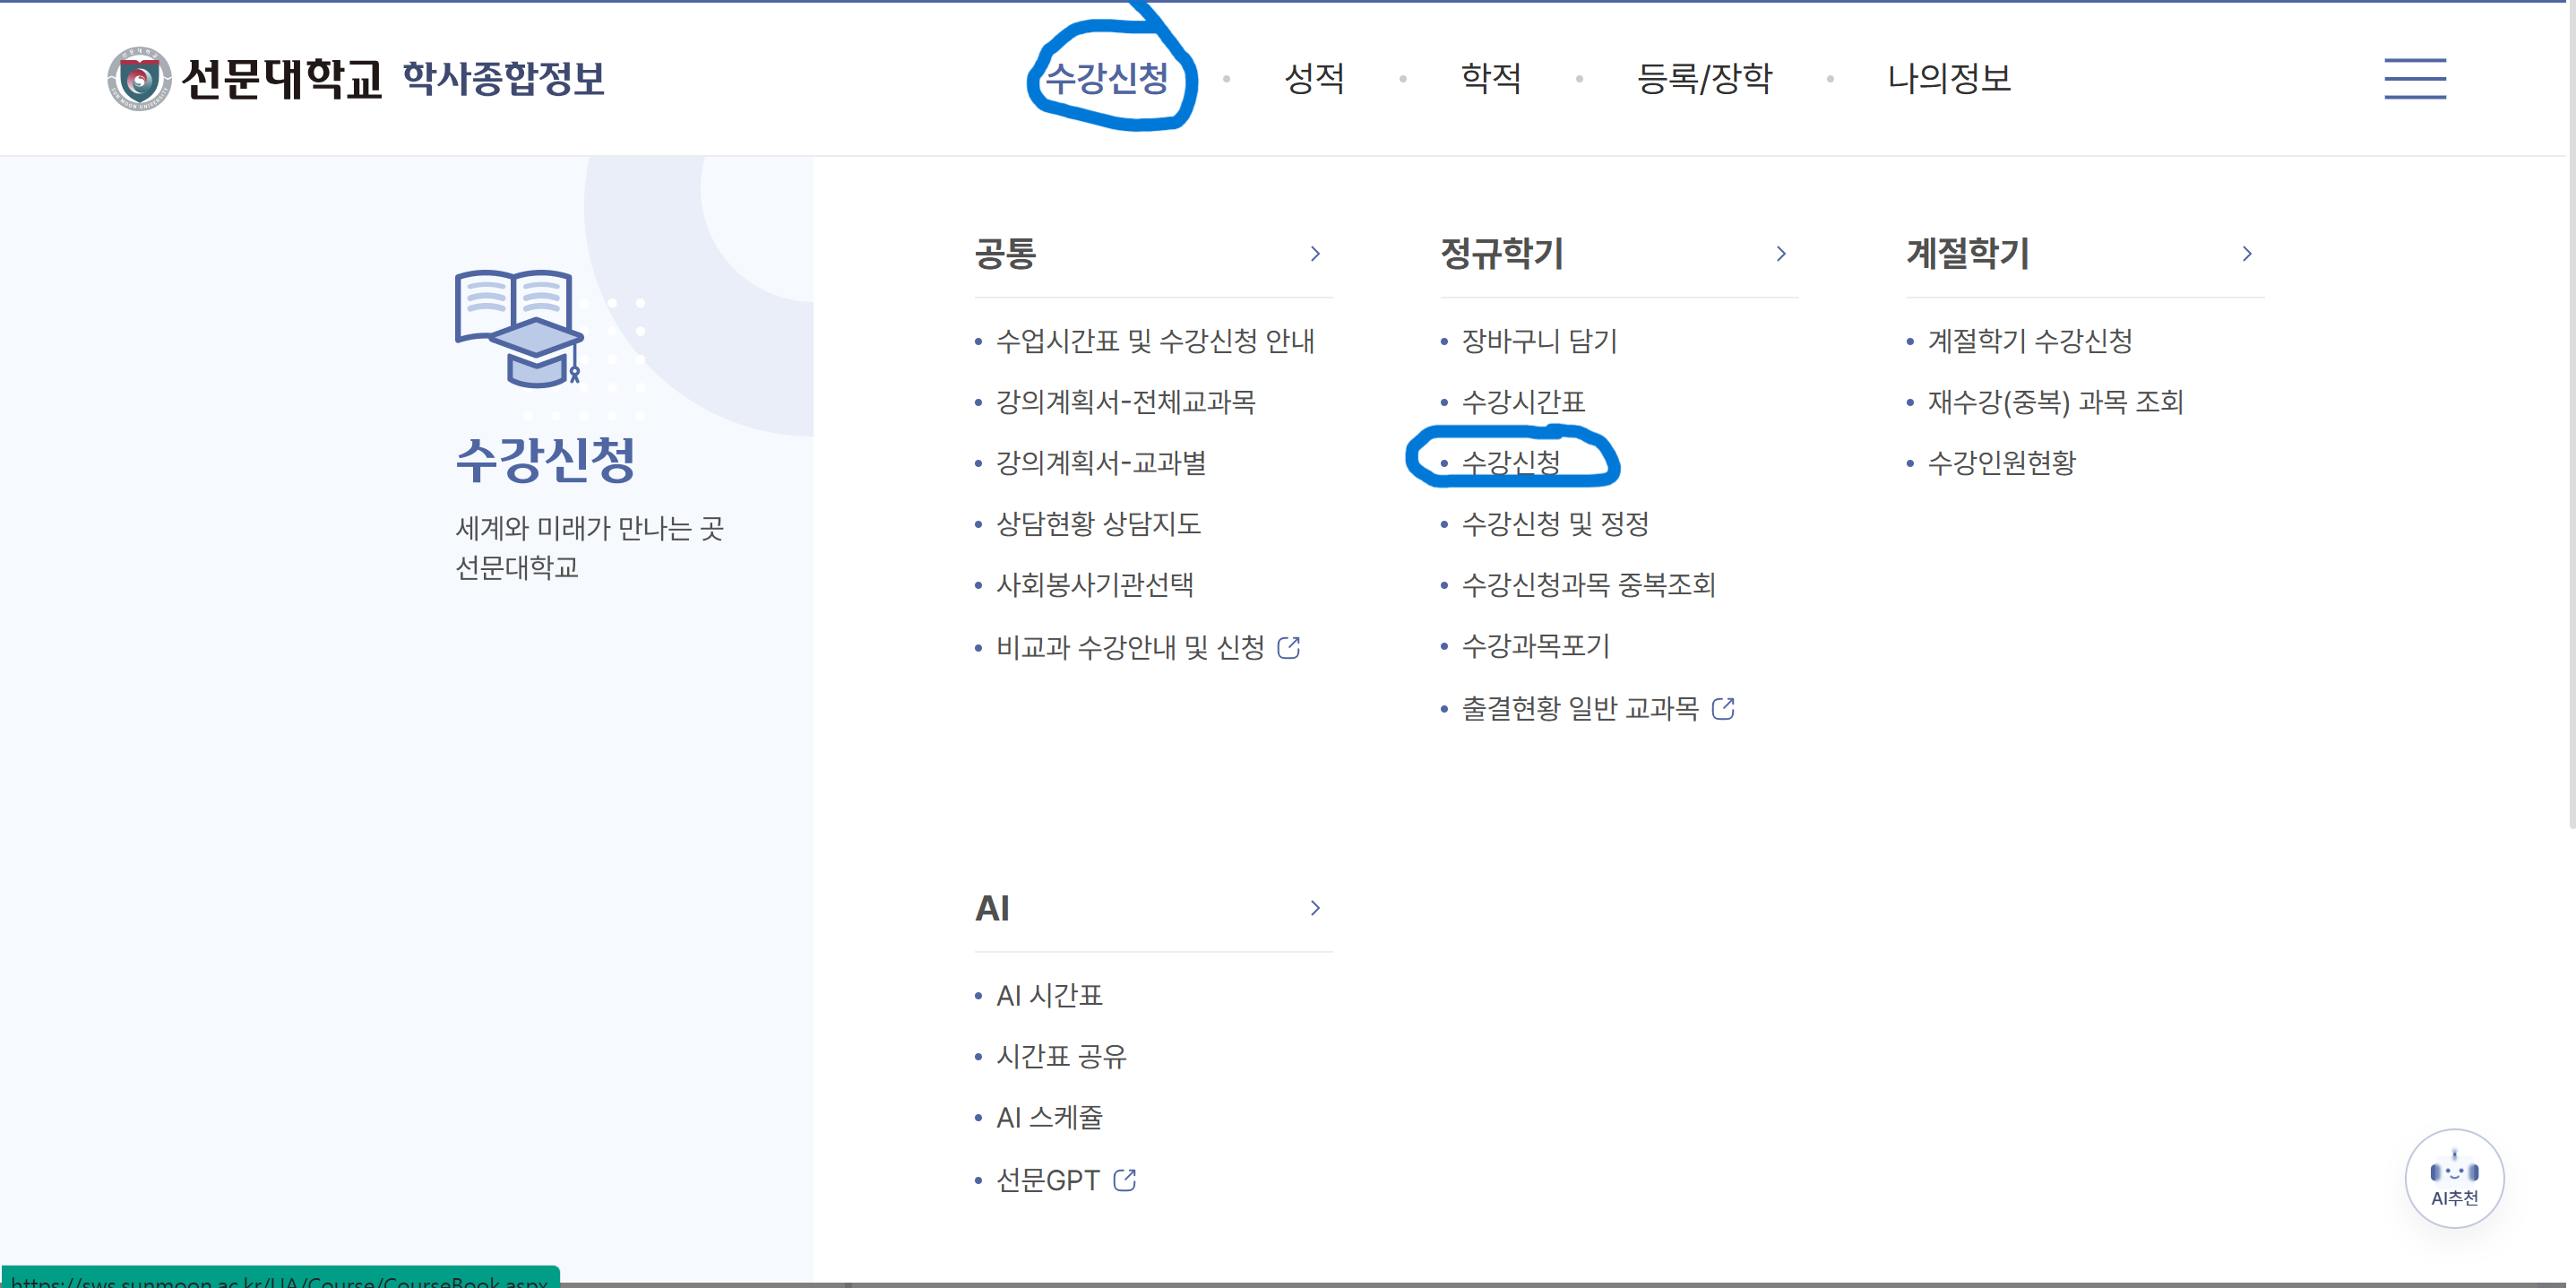 선문대학교 학사종합정보
수강신청 · 성적 · 학적 · 등록/장학 · 나의정보
수강신청
세계와 미래가 만나는 곳
선문대학교
공통
• 수업시간표 및 수강신청 안내
• 강의계획서-전체교과목
• 강의계획서-교과별
• 상담현황 상담지도
• 사회봉사기관선택
• 비교과 수강안내 및 신청
정규학기
• 장바구니 담기
• 수강시간표
• 수강신청
• 수강신청 및 정정
• 수강신청과목 중복조회
• 수강과목포기
• 출결현황 일반 교과목
계절학기
• 계절학기 수강신청
• 재수강(중복) 과목 조회
• 수강인원현황
AI
• AI 시간표
• 시간표 공유
• AI 스케쥴
• 선문GPT
AI추천
https://sws.sunmoon.ac.kr/UA/Course/CourseBook.aspx